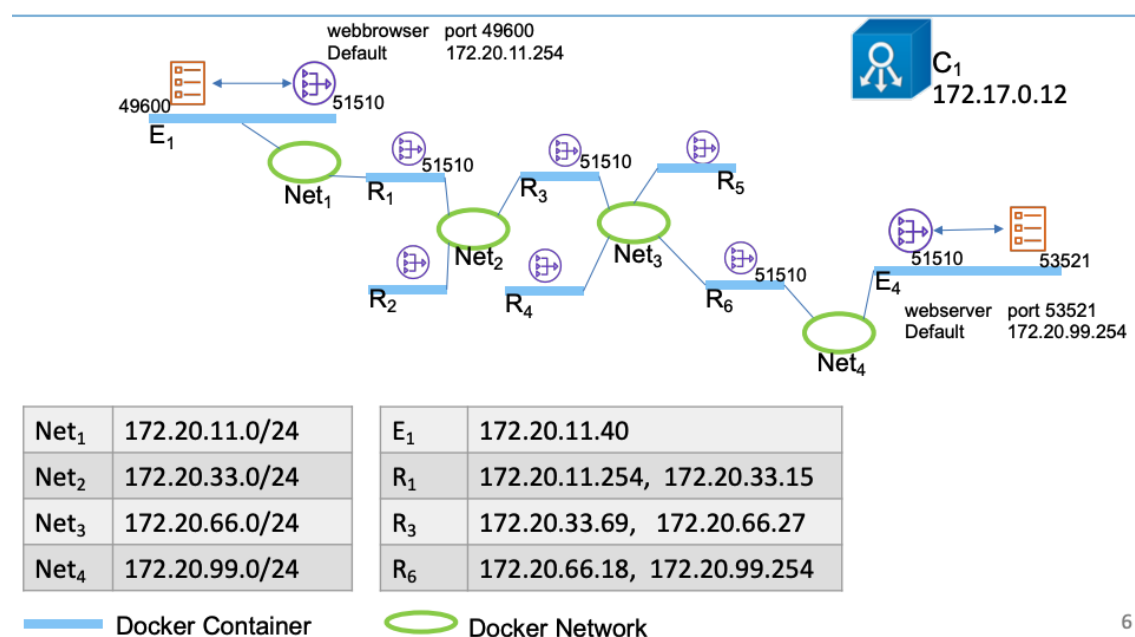 webbrowser port 49600
Default 172.20.11.254
C₁
172.17.0.12
49600
51510
E₁
Net₁
R₁
51510
Net₂
R₂
R₃
51510
R₄
Net₃
R₅
R₆
51510
Net₄
51510
53521
E₄
webserver port 53521
Default 172.20.99.254
Net₁ 172.20.11.0/24
Net₂ 172.20.33.0/24
Net₃ 172.20.66.0/24
Net₄ 172.20.99.0/24
E₁ 172.20.11.40
R₁ 172.20.11.254, 172.20.33.15
R₃ 172.20.33.69, 172.20.66.27
R₆ 172.20.66.18, 172.20.99.254
Docker Container
Docker Network
6